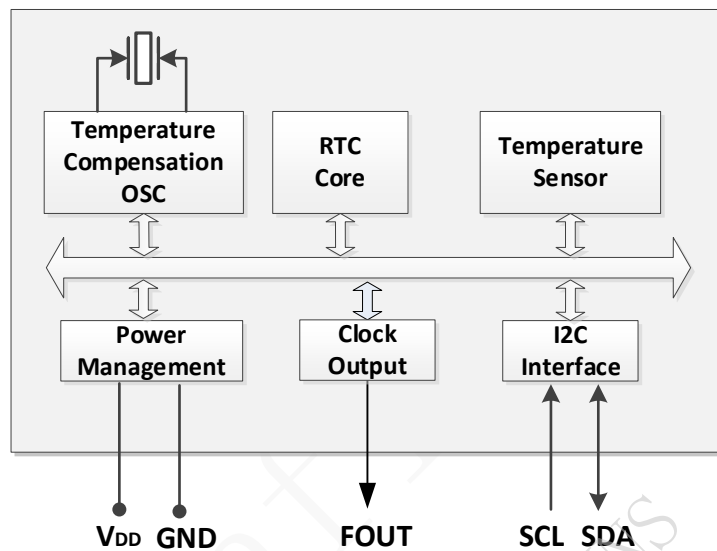 Temperature
Compensation
OSC
RTC
Core
Temperature
Sensor
Power
Management
Clock
Output
I2C
Interface
VDD GND
FOUT
SCL SDA